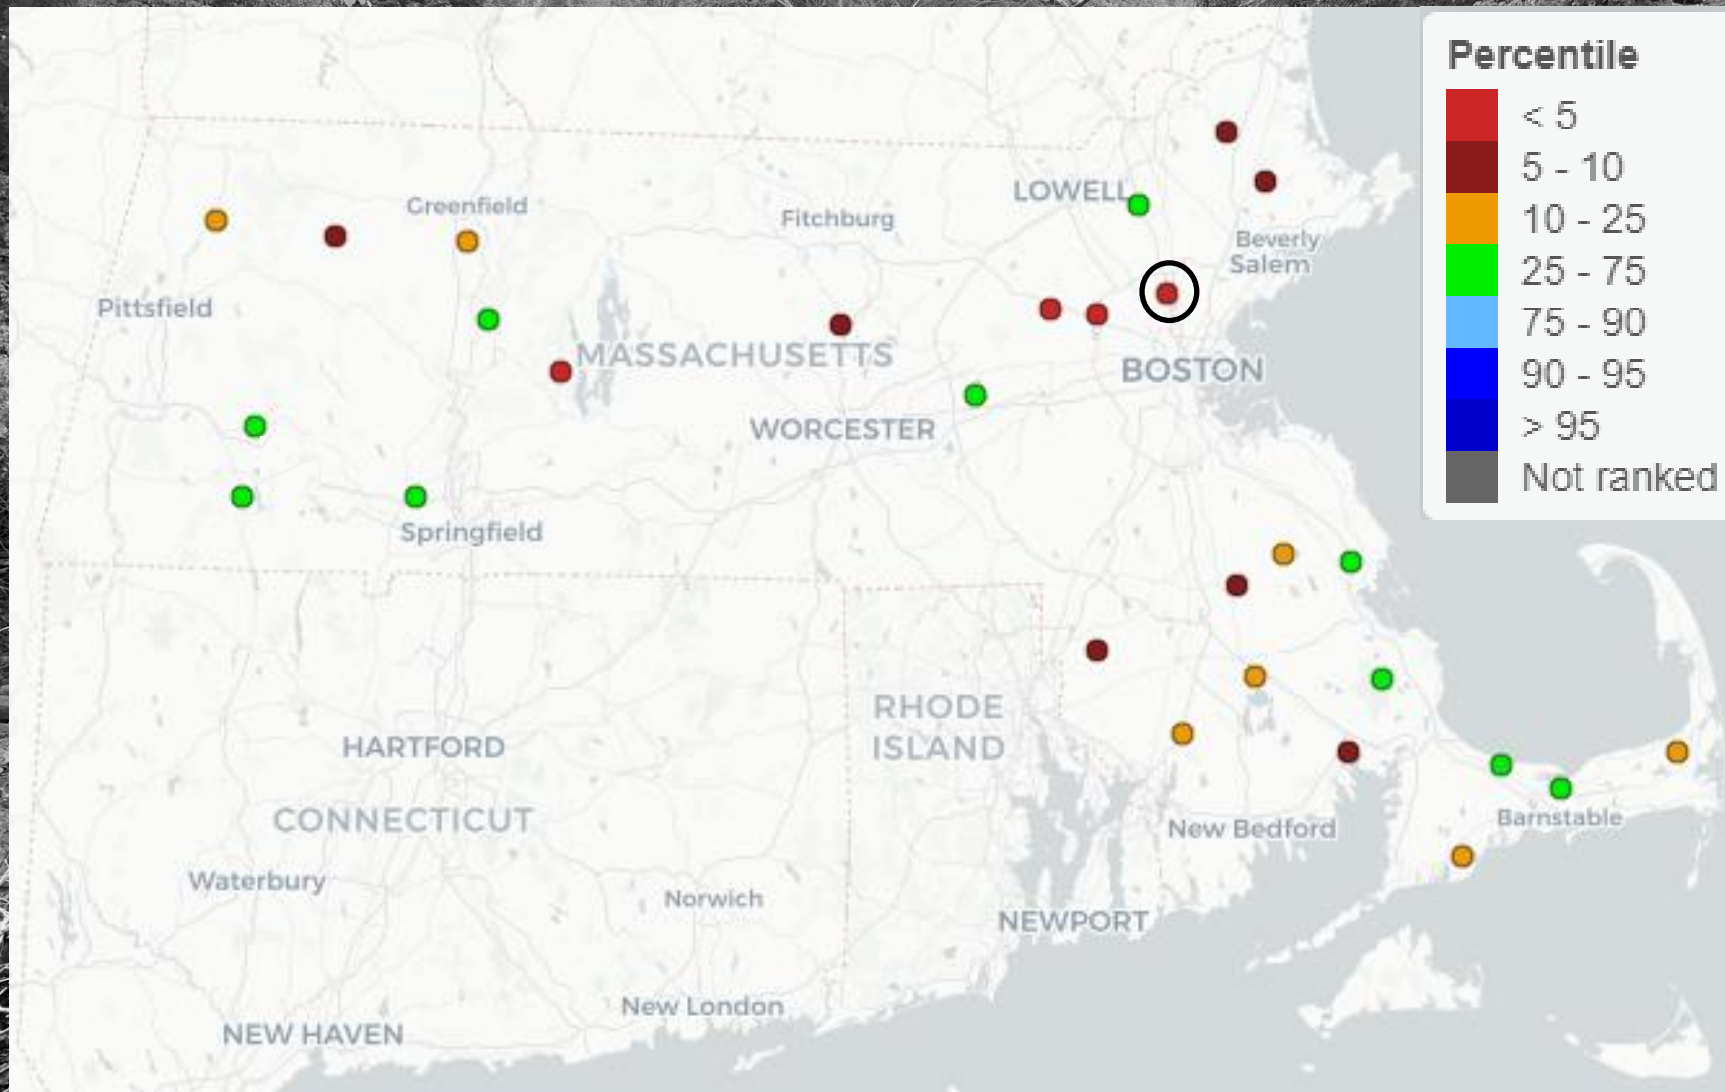 Percentile
< 5
5 - 10
10 - 25
25 - 75
75 - 90
90 - 95
> 95
Not ranked
LOWELL
Greenfield
Fitchburg
Beverly
Salem
Pittsfield
MASSACHUSETTS
BOSTON
WORCESTER
Springfield
RHODE
ISLAND
HARTFORD
CONNECTICUT
Barnstable
New Bedford
Waterbury
Norwich
NEWPORT
New London
NEW HAVEN